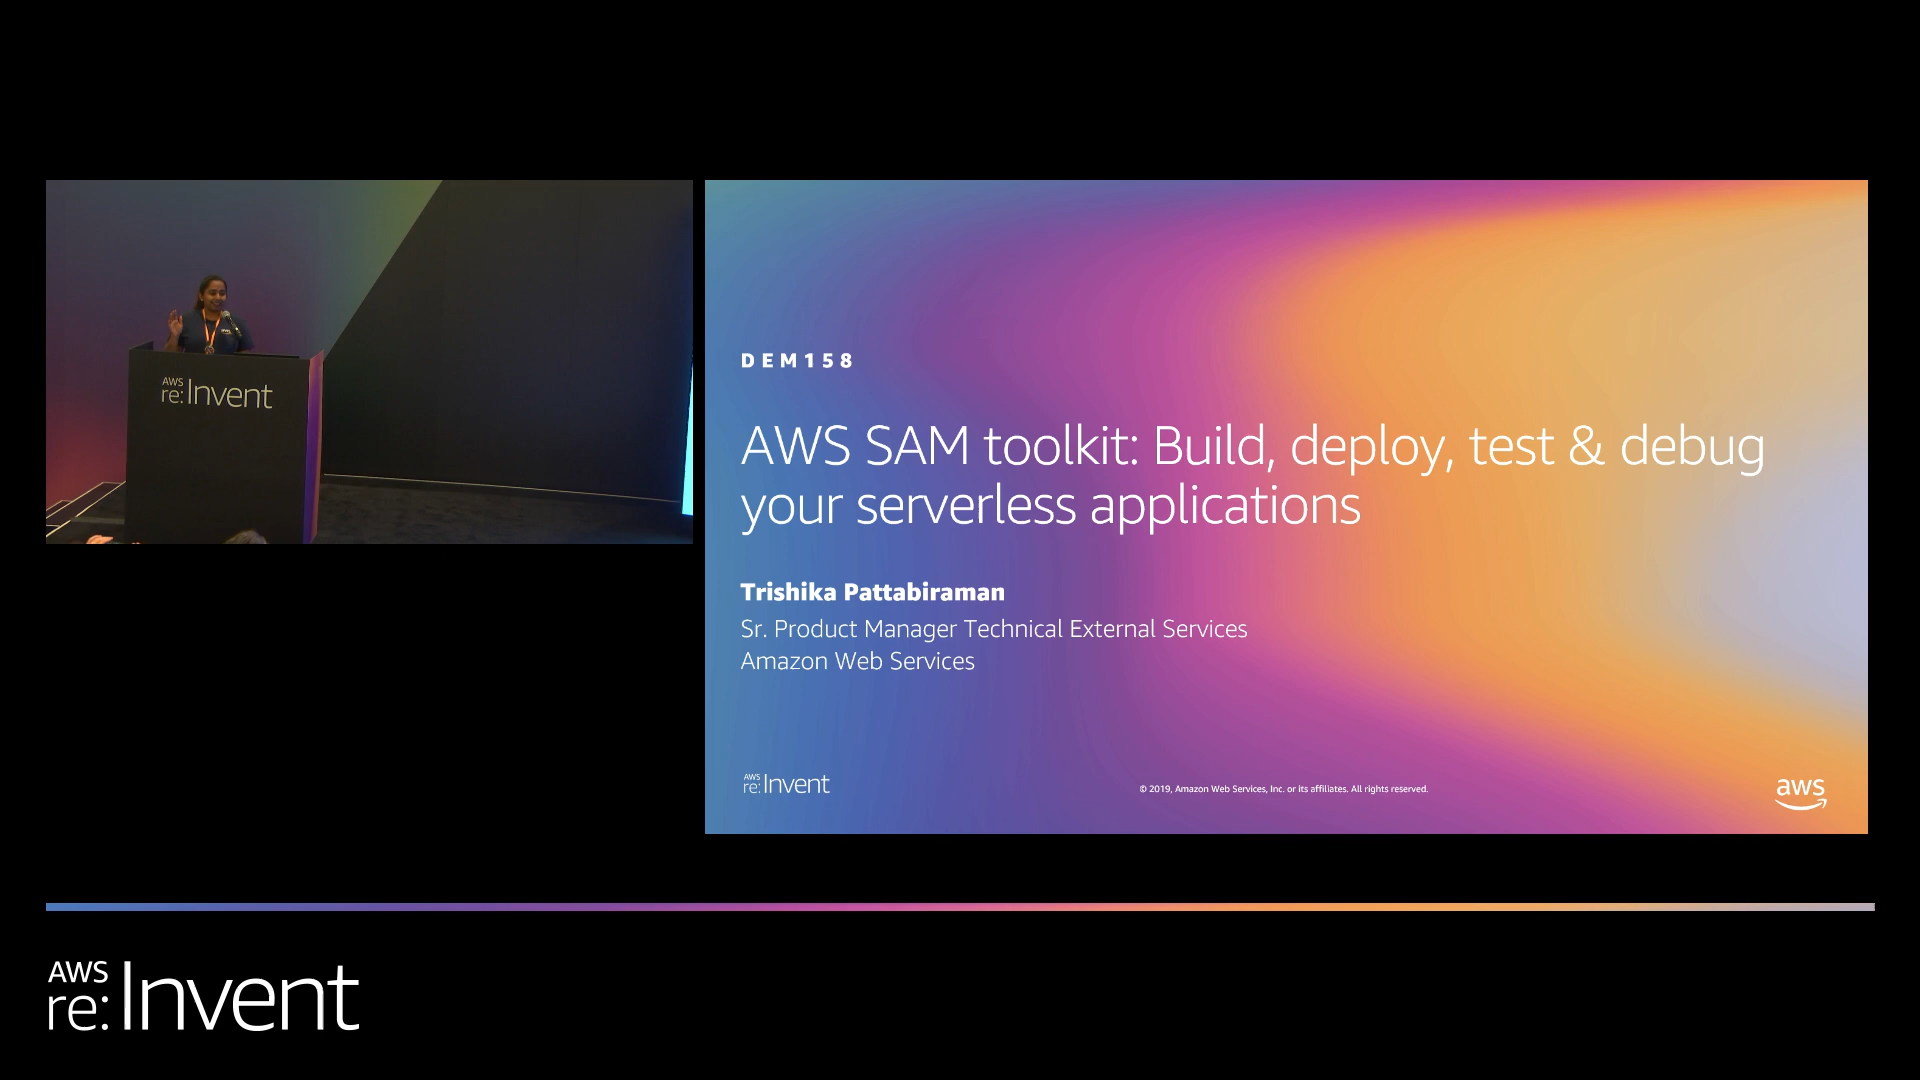 AWS
re:Invent
DEM158
AWS SAM toolkit: Build, deploy, test & debug
your serverless applications
Trishika Pattabiraman
Sr. Product Manager Technical External Services
Amazon Web Services
AWS
re:Invent
© 2019, Amazon Web Services, Inc. or its affiliates. All rights reserved.
aws
AWS
re:Invent